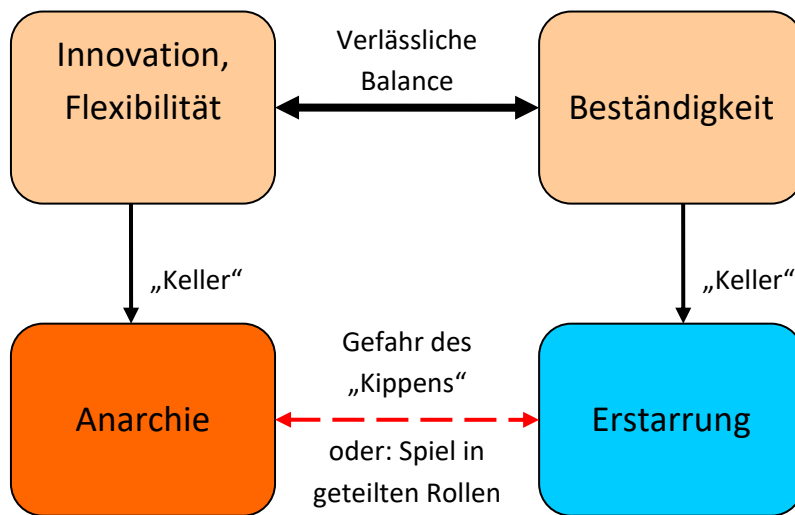 Innovation,
Flexibilität
Verlässliche
Balance
Beständigkeit
„Keller“
„Keller“
Anarchie
Gefahr des
„Kippens“
oder: Spiel in
geteilten Rollen
Erstarrung